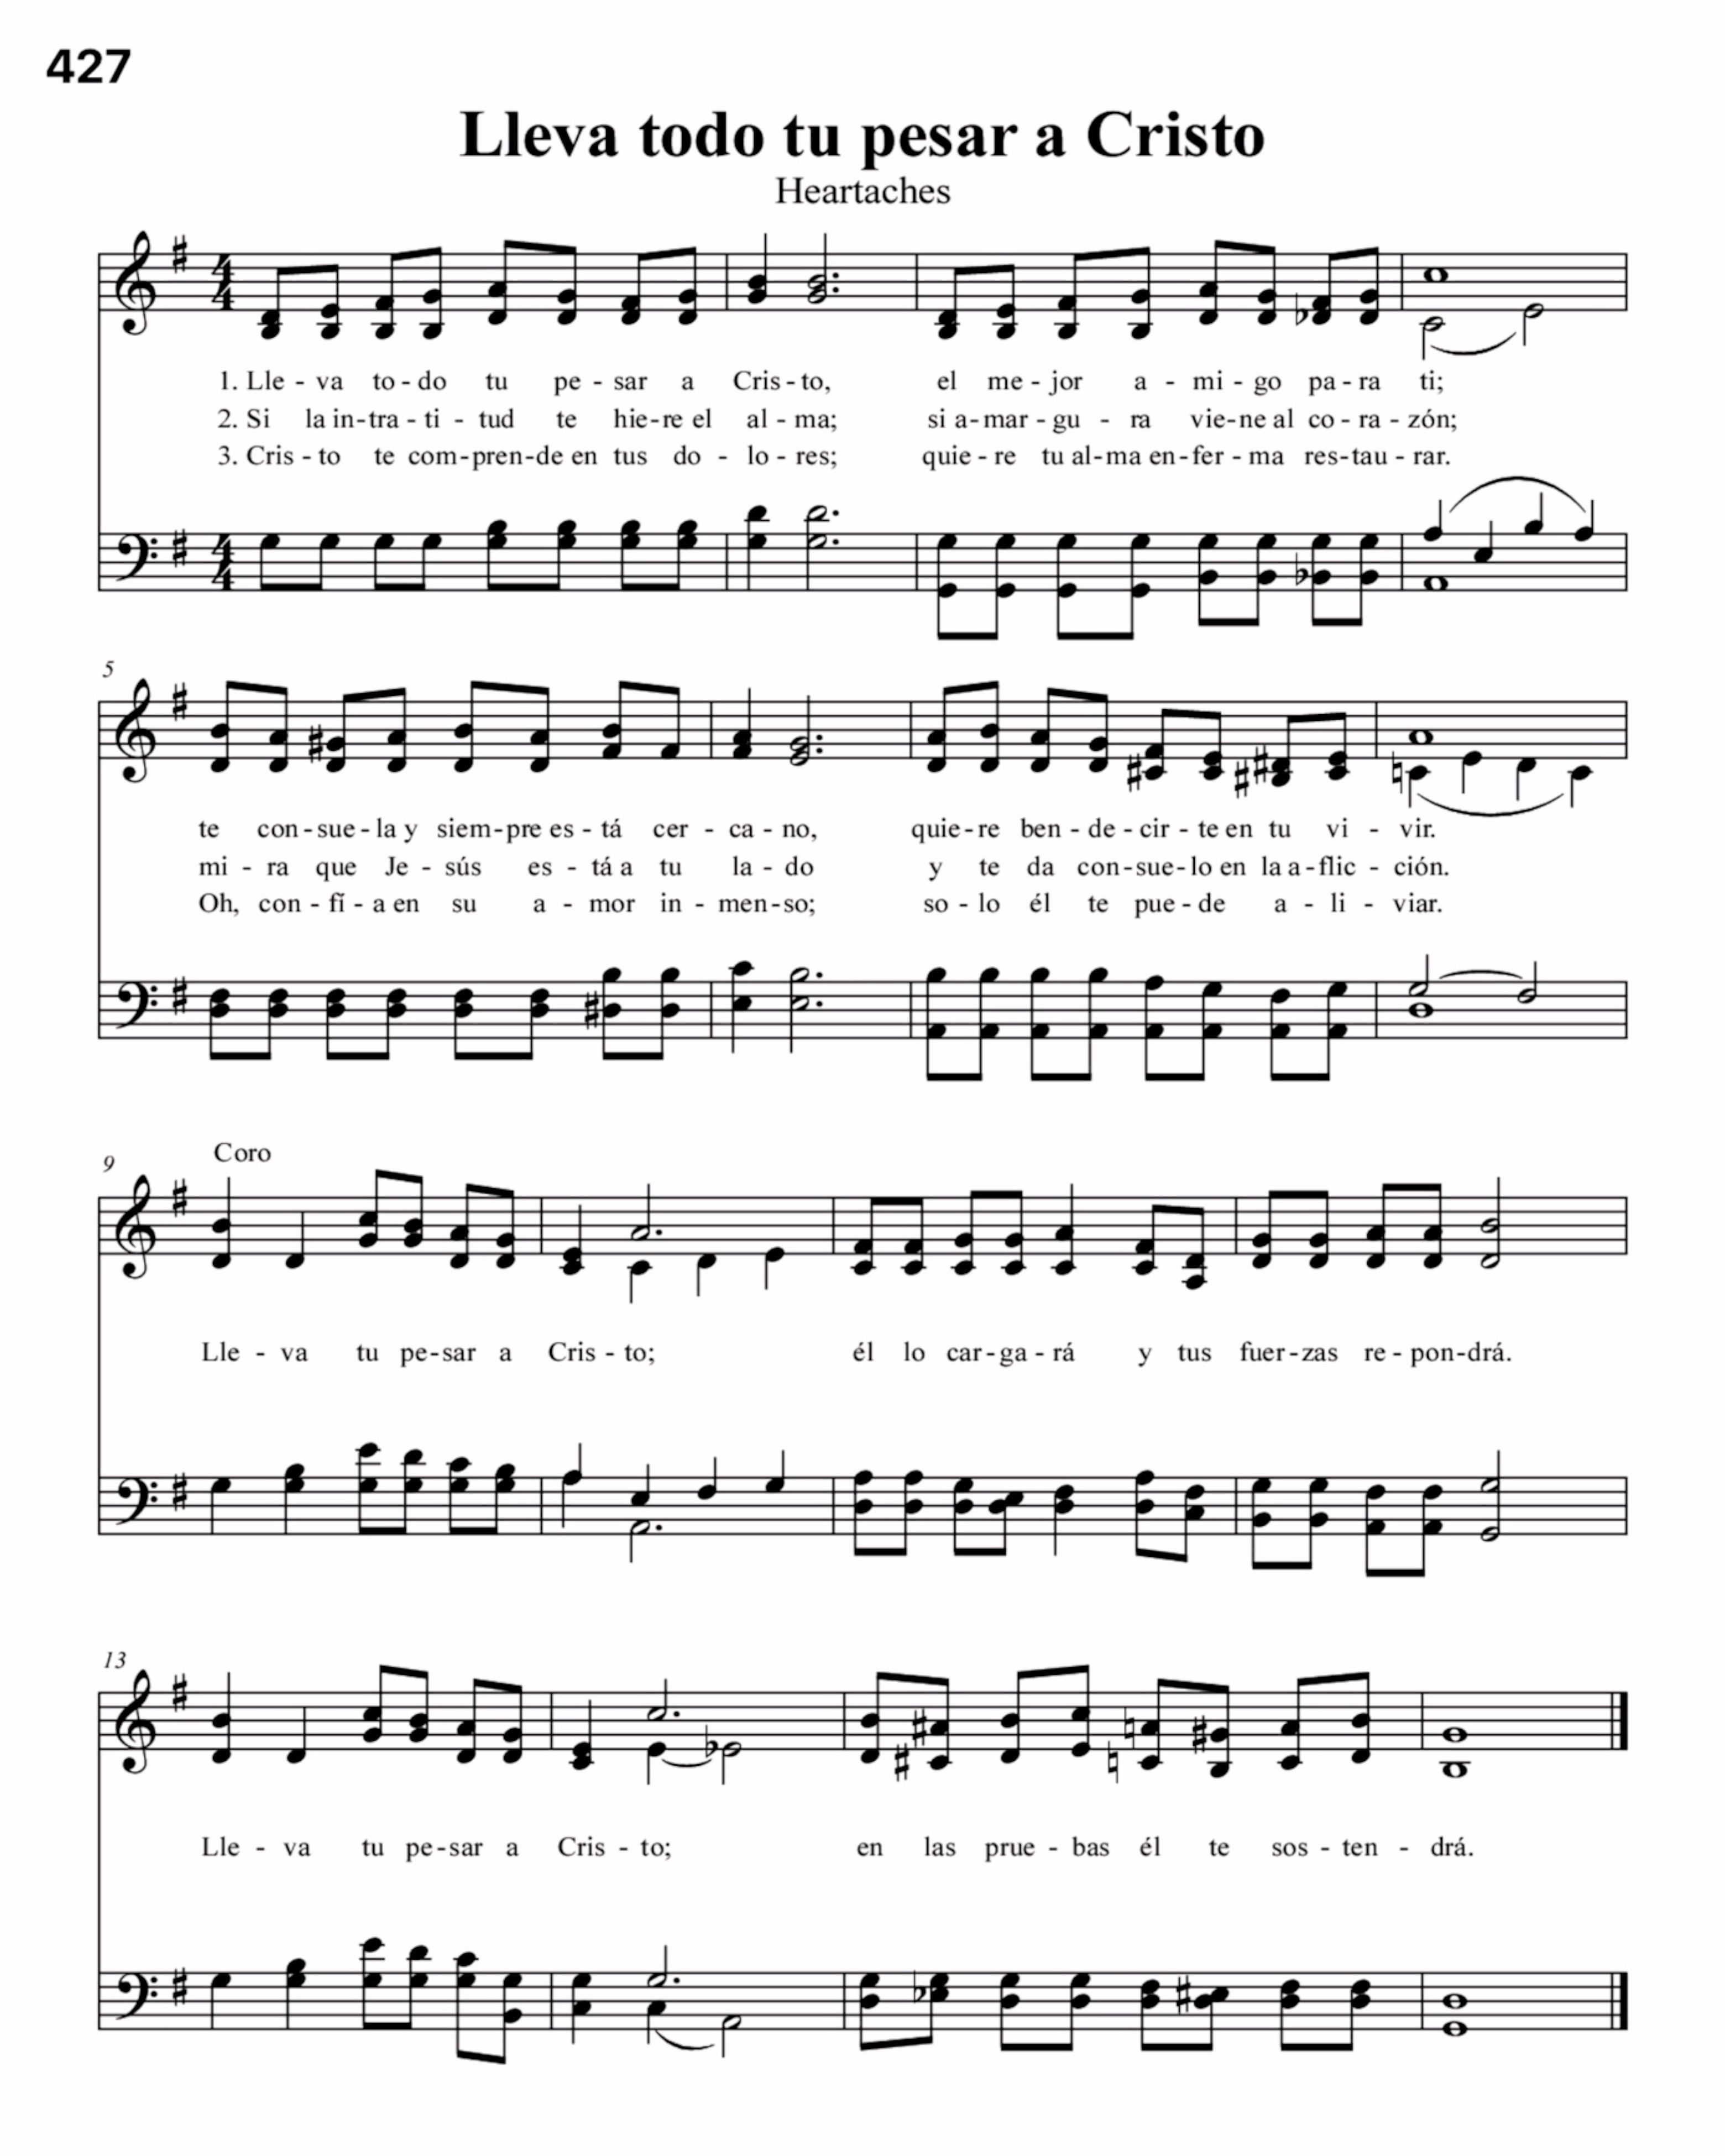 427
Lleva todo tu pesar a Cristo
Heartaches
1. Lle - va to - do tu pe - sar a Cris - to, el me - jor a - mi - go pa - ra ti;
2. Si la in - tra - ti - tud te hie - re el al - ma; si a - mar - gu - ra vie - ne al co - ra - zón;
3. Cris - to te com - pren - de en tus do - lo - res; quie - re tu al - ma en - fer - ma res - tau - rar.
5
te con - sue - la y siem - pre es - tá cer - ca - no, quie - re ben - de - cir - te en tu vi - vir.
mi - ra que Je - sús es - tá a tu la - do y te da con - sue - lo en la a - flic - ción.
Oh, con - fí - a en su a - mor in - men - so; so - lo él te pue - de a - li - viar.
9
Coro
Lle - va tu pe - sar a Cris - to; él lo car - ga - rá y tus fuer - zas re - pon - drá.
13
Lle - va tu pe - sar a Cris - to; en las prue - bas él te sos - ten - drá.